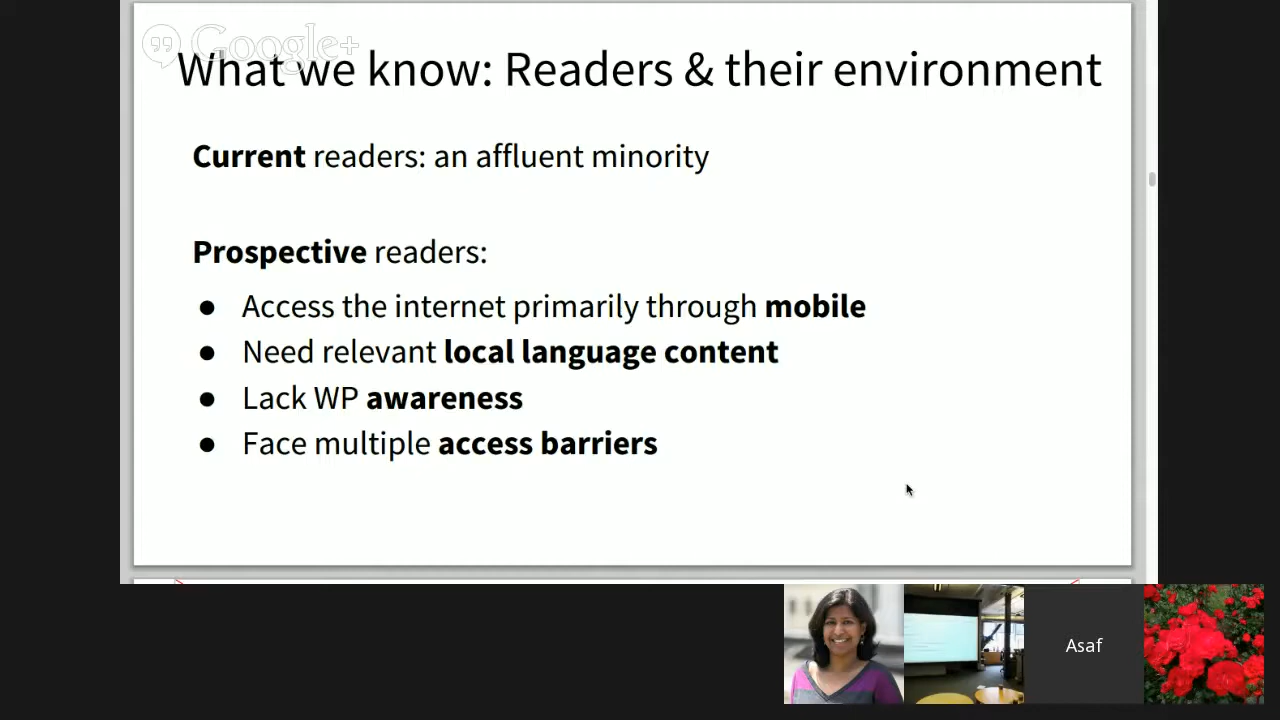 Google+
What we know: Readers & their environment
Current readers: an affluent minority
Prospective readers:
● Access the internet primarily through mobile
● Need relevant local language content
● Lack WP awareness
● Face multiple access barriers
Asaf